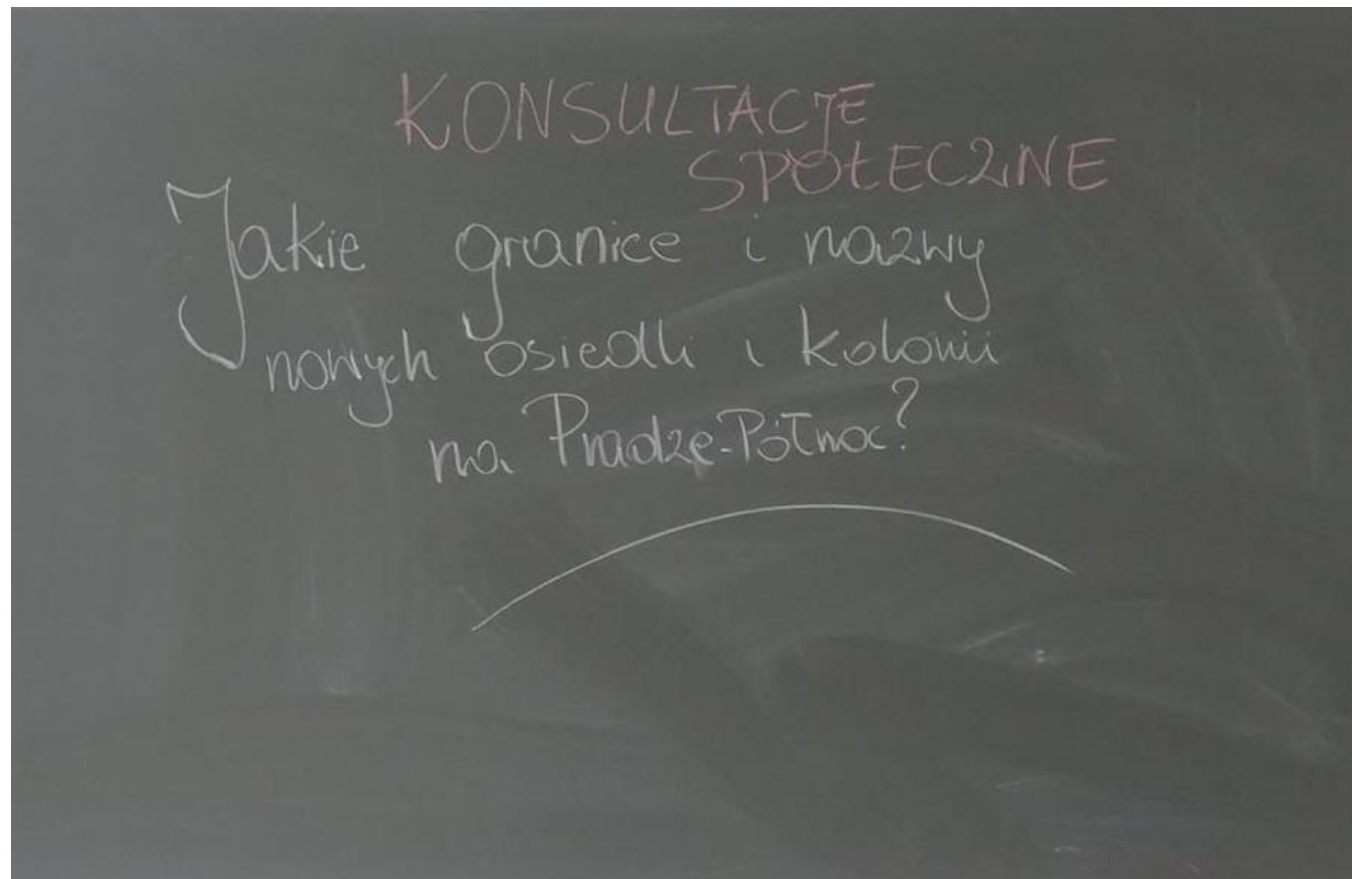 KONSULTACJE
SPOŁECZNE
Jakie granice i nazwy
nowych osiedli i kolonii
na Pradze-Północ?